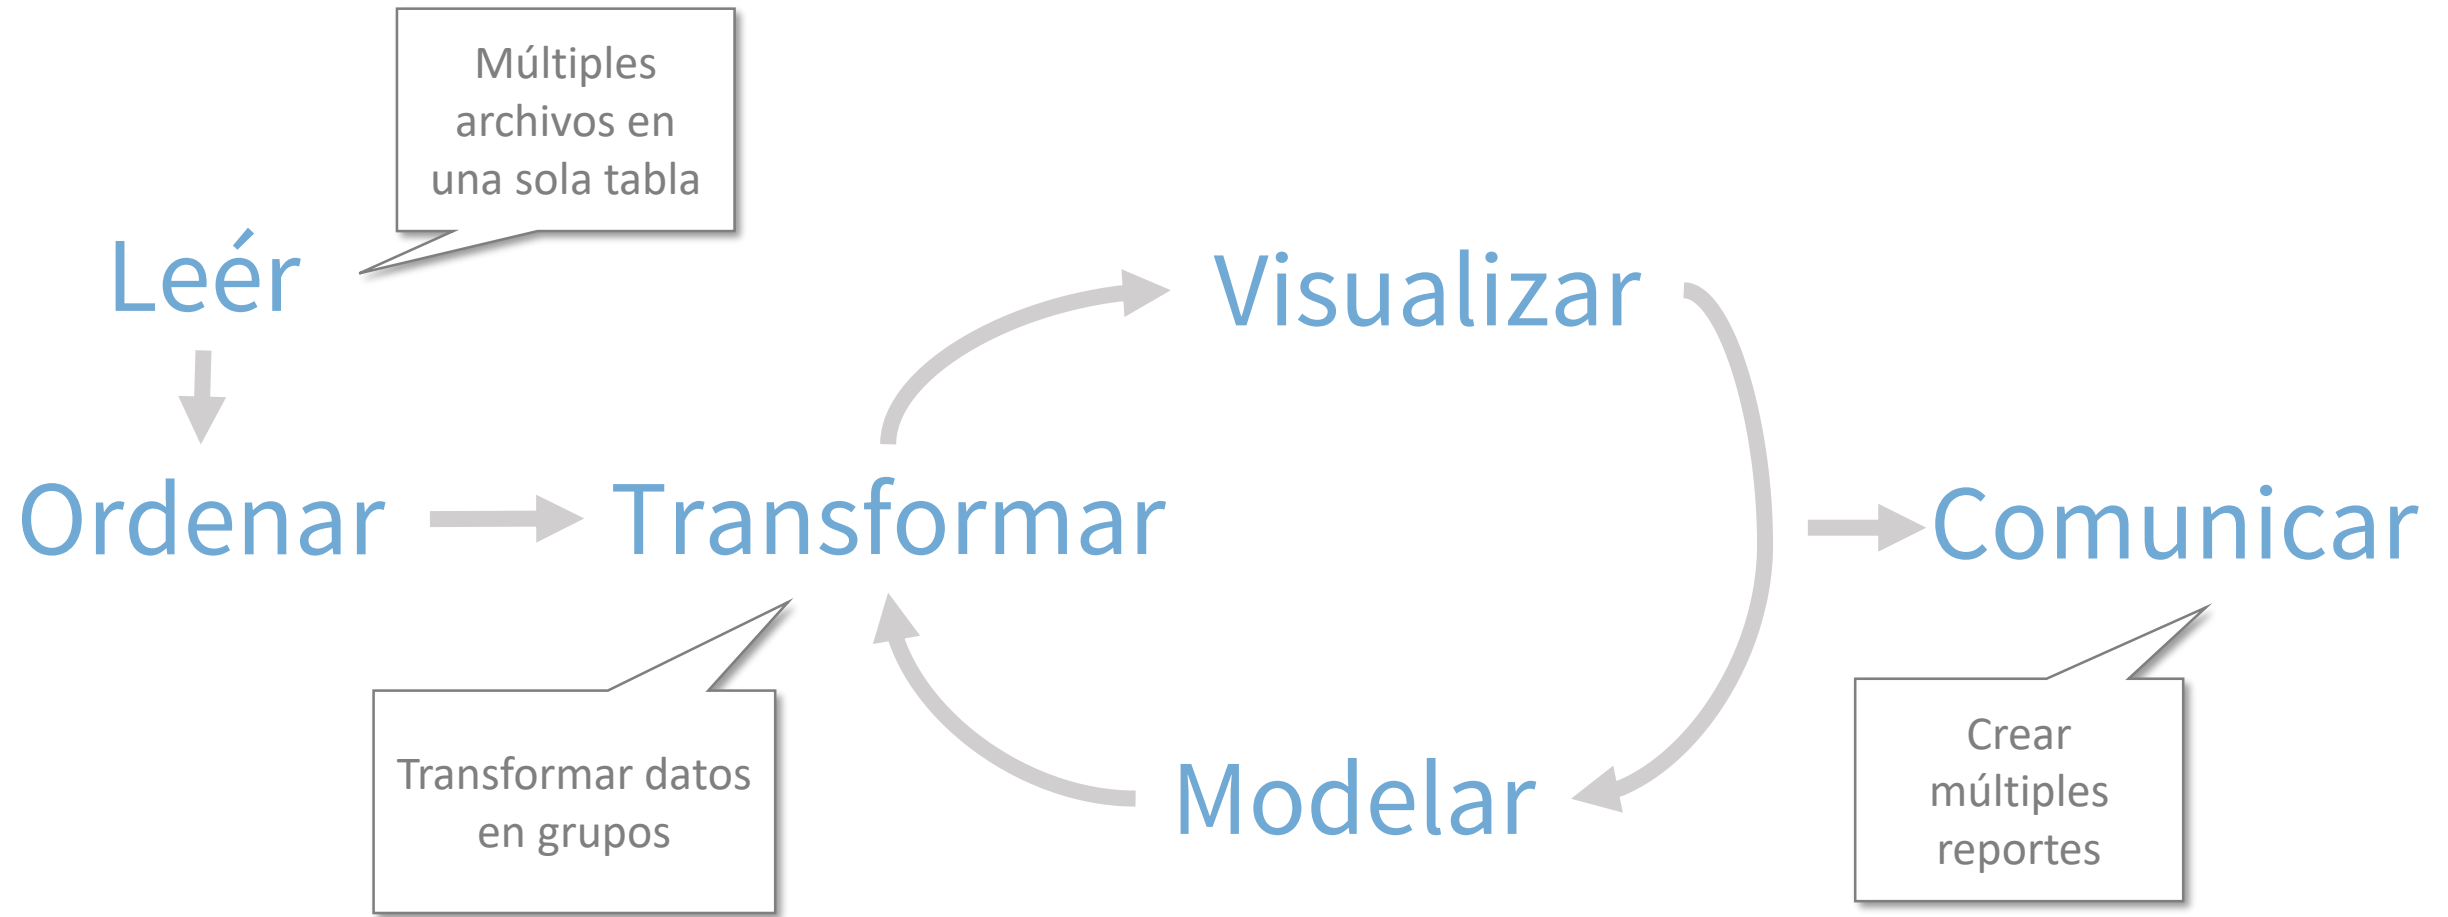 Múltiples
archivos en
una sola tabla
Leér
Visualizar
Ordenar
Transformar
Comunicar
Transformar datos
en grupos
Modelar
Crear
múltiples
reportes